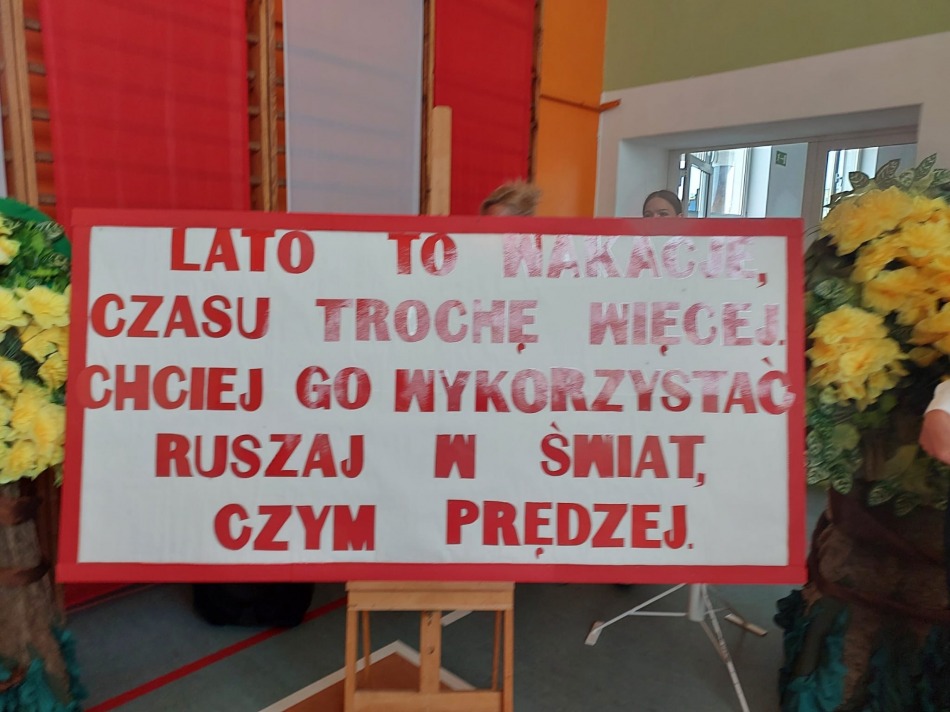 LATO TO WAKACJE,
CZASU TROCHĘ WIĘCEJ.
CHCIEJ GO WYKORZYSTAĆ
RUSZAJ W ŚWIAT,
CZYM PRĘDZEJ.